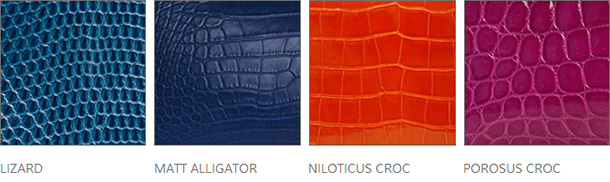 LIZARD
MATT ALLIGATOR
NILOTICUS CROC
POROSUS CROC